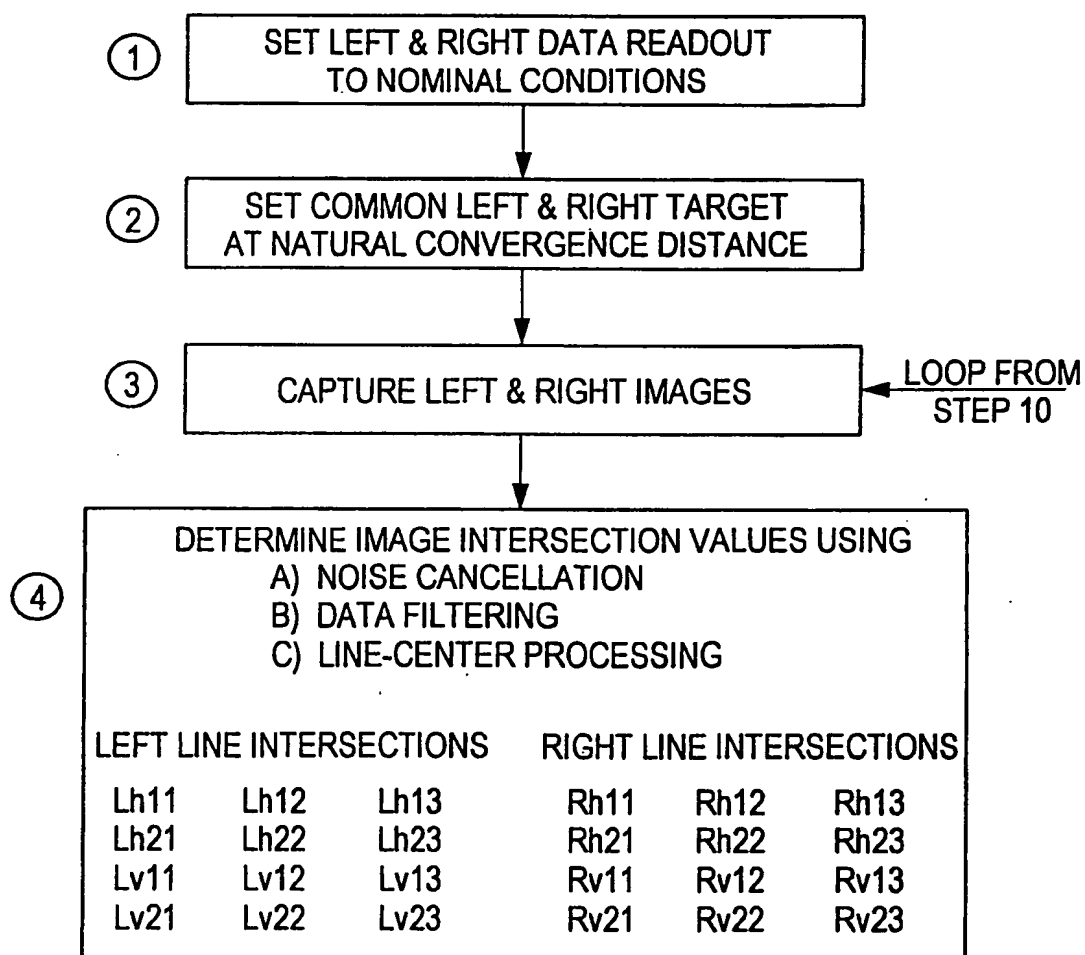 1
SET LEFT & RIGHT DATA READOUT
TO NOMINAL CONDITIONS
2
SET COMMON LEFT & RIGHT TARGET
AT NATURAL CONVERGENCE DISTANCE
3
CAPTURE LEFT & RIGHT IMAGES
LOOP FROM
STEP 10
4
DETERMINE IMAGE INTERSECTION VALUES USING
A) NOISE CANCELLATION
B) DATA FILTERING
C) LINE-CENTER PROCESSING
LEFT LINE INTERSECTIONS RIGHT LINE INTERSECTIONS
Lh11 Lh12 Lh13 Rh11 Rh12 Rh13
Lh21 Lh22 Lh23 Rh21 Rh22 Rh23
Lv11 Lv12 Lv13 Rv11 Rv12 Rv13
Lv21 Lv22 Lv23 Rv21 Rv22 Rv23